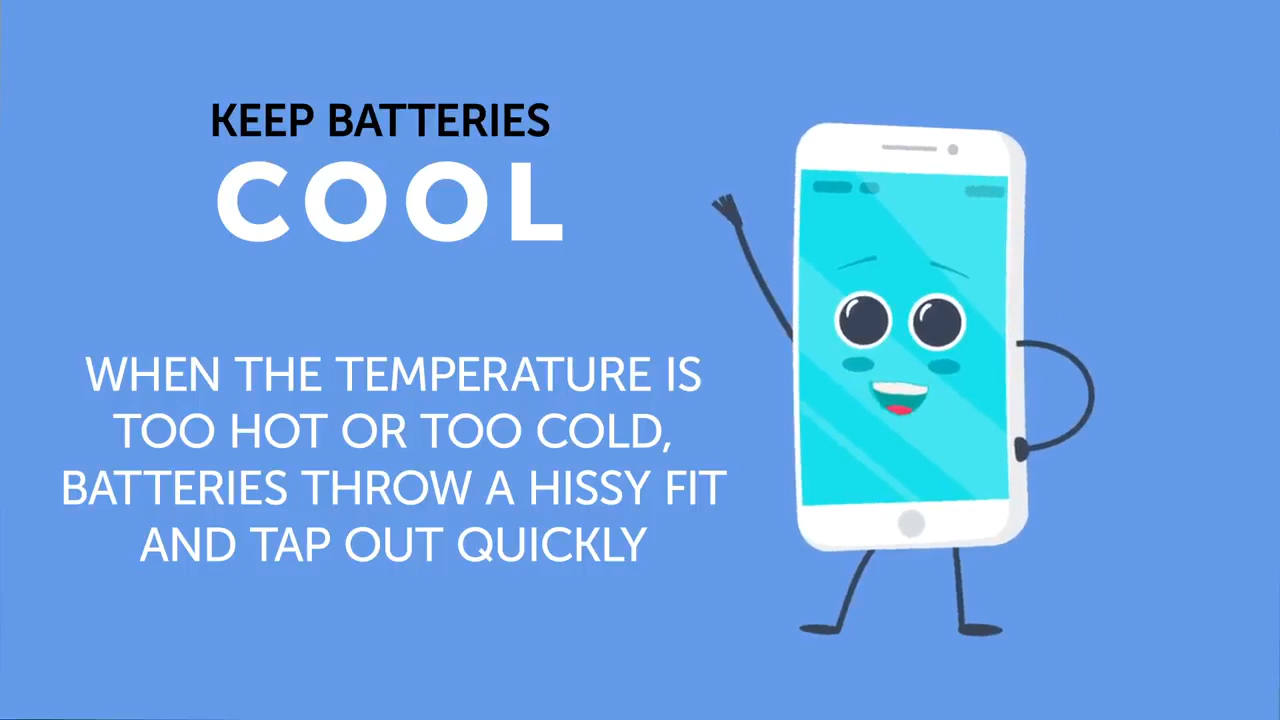 KEEP BATTERIES
COOL
WHEN THE TEMPERATURE IS
TOO HOT OR TOO COLD,
BATTERIES THROW A HISSY FIT
AND TAP OUT QUICKLY